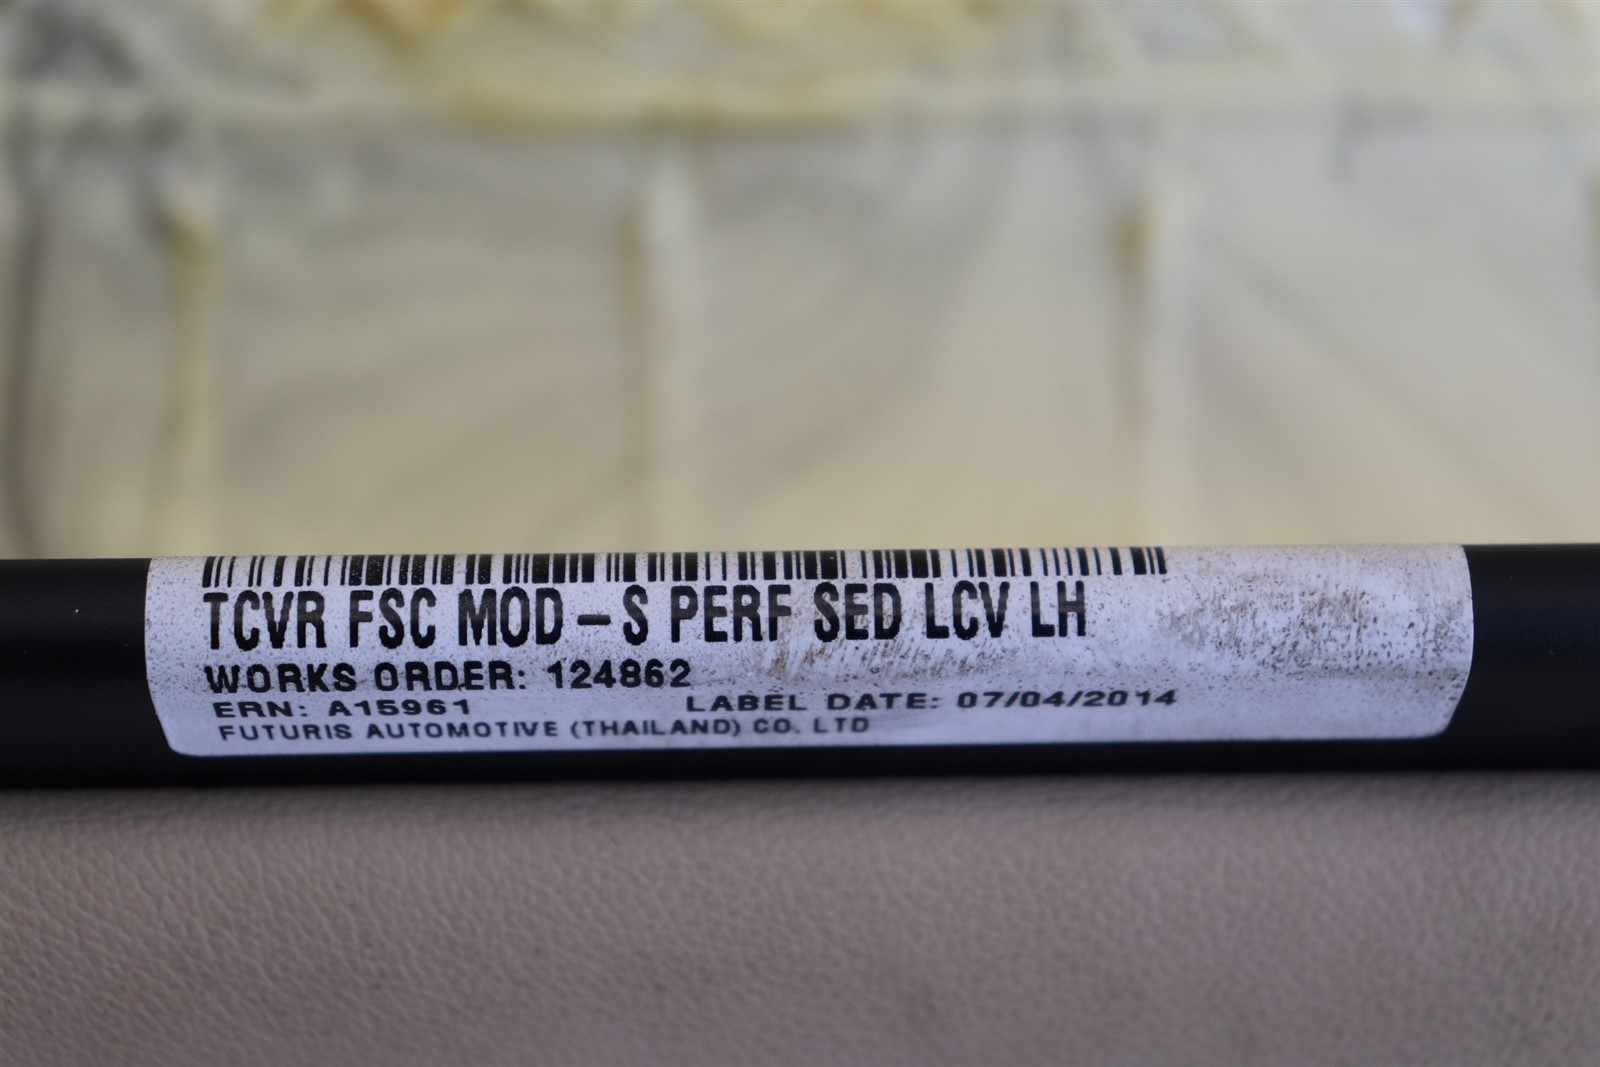 TCVR FSC MOD-S PERF SED LCV LH
WORKS ORDER: 124862
ERN: A15961 LABEL DATE: 07/04/2014
FUTURIS AUTOMOTIVE (THAILAND) CO. LTD